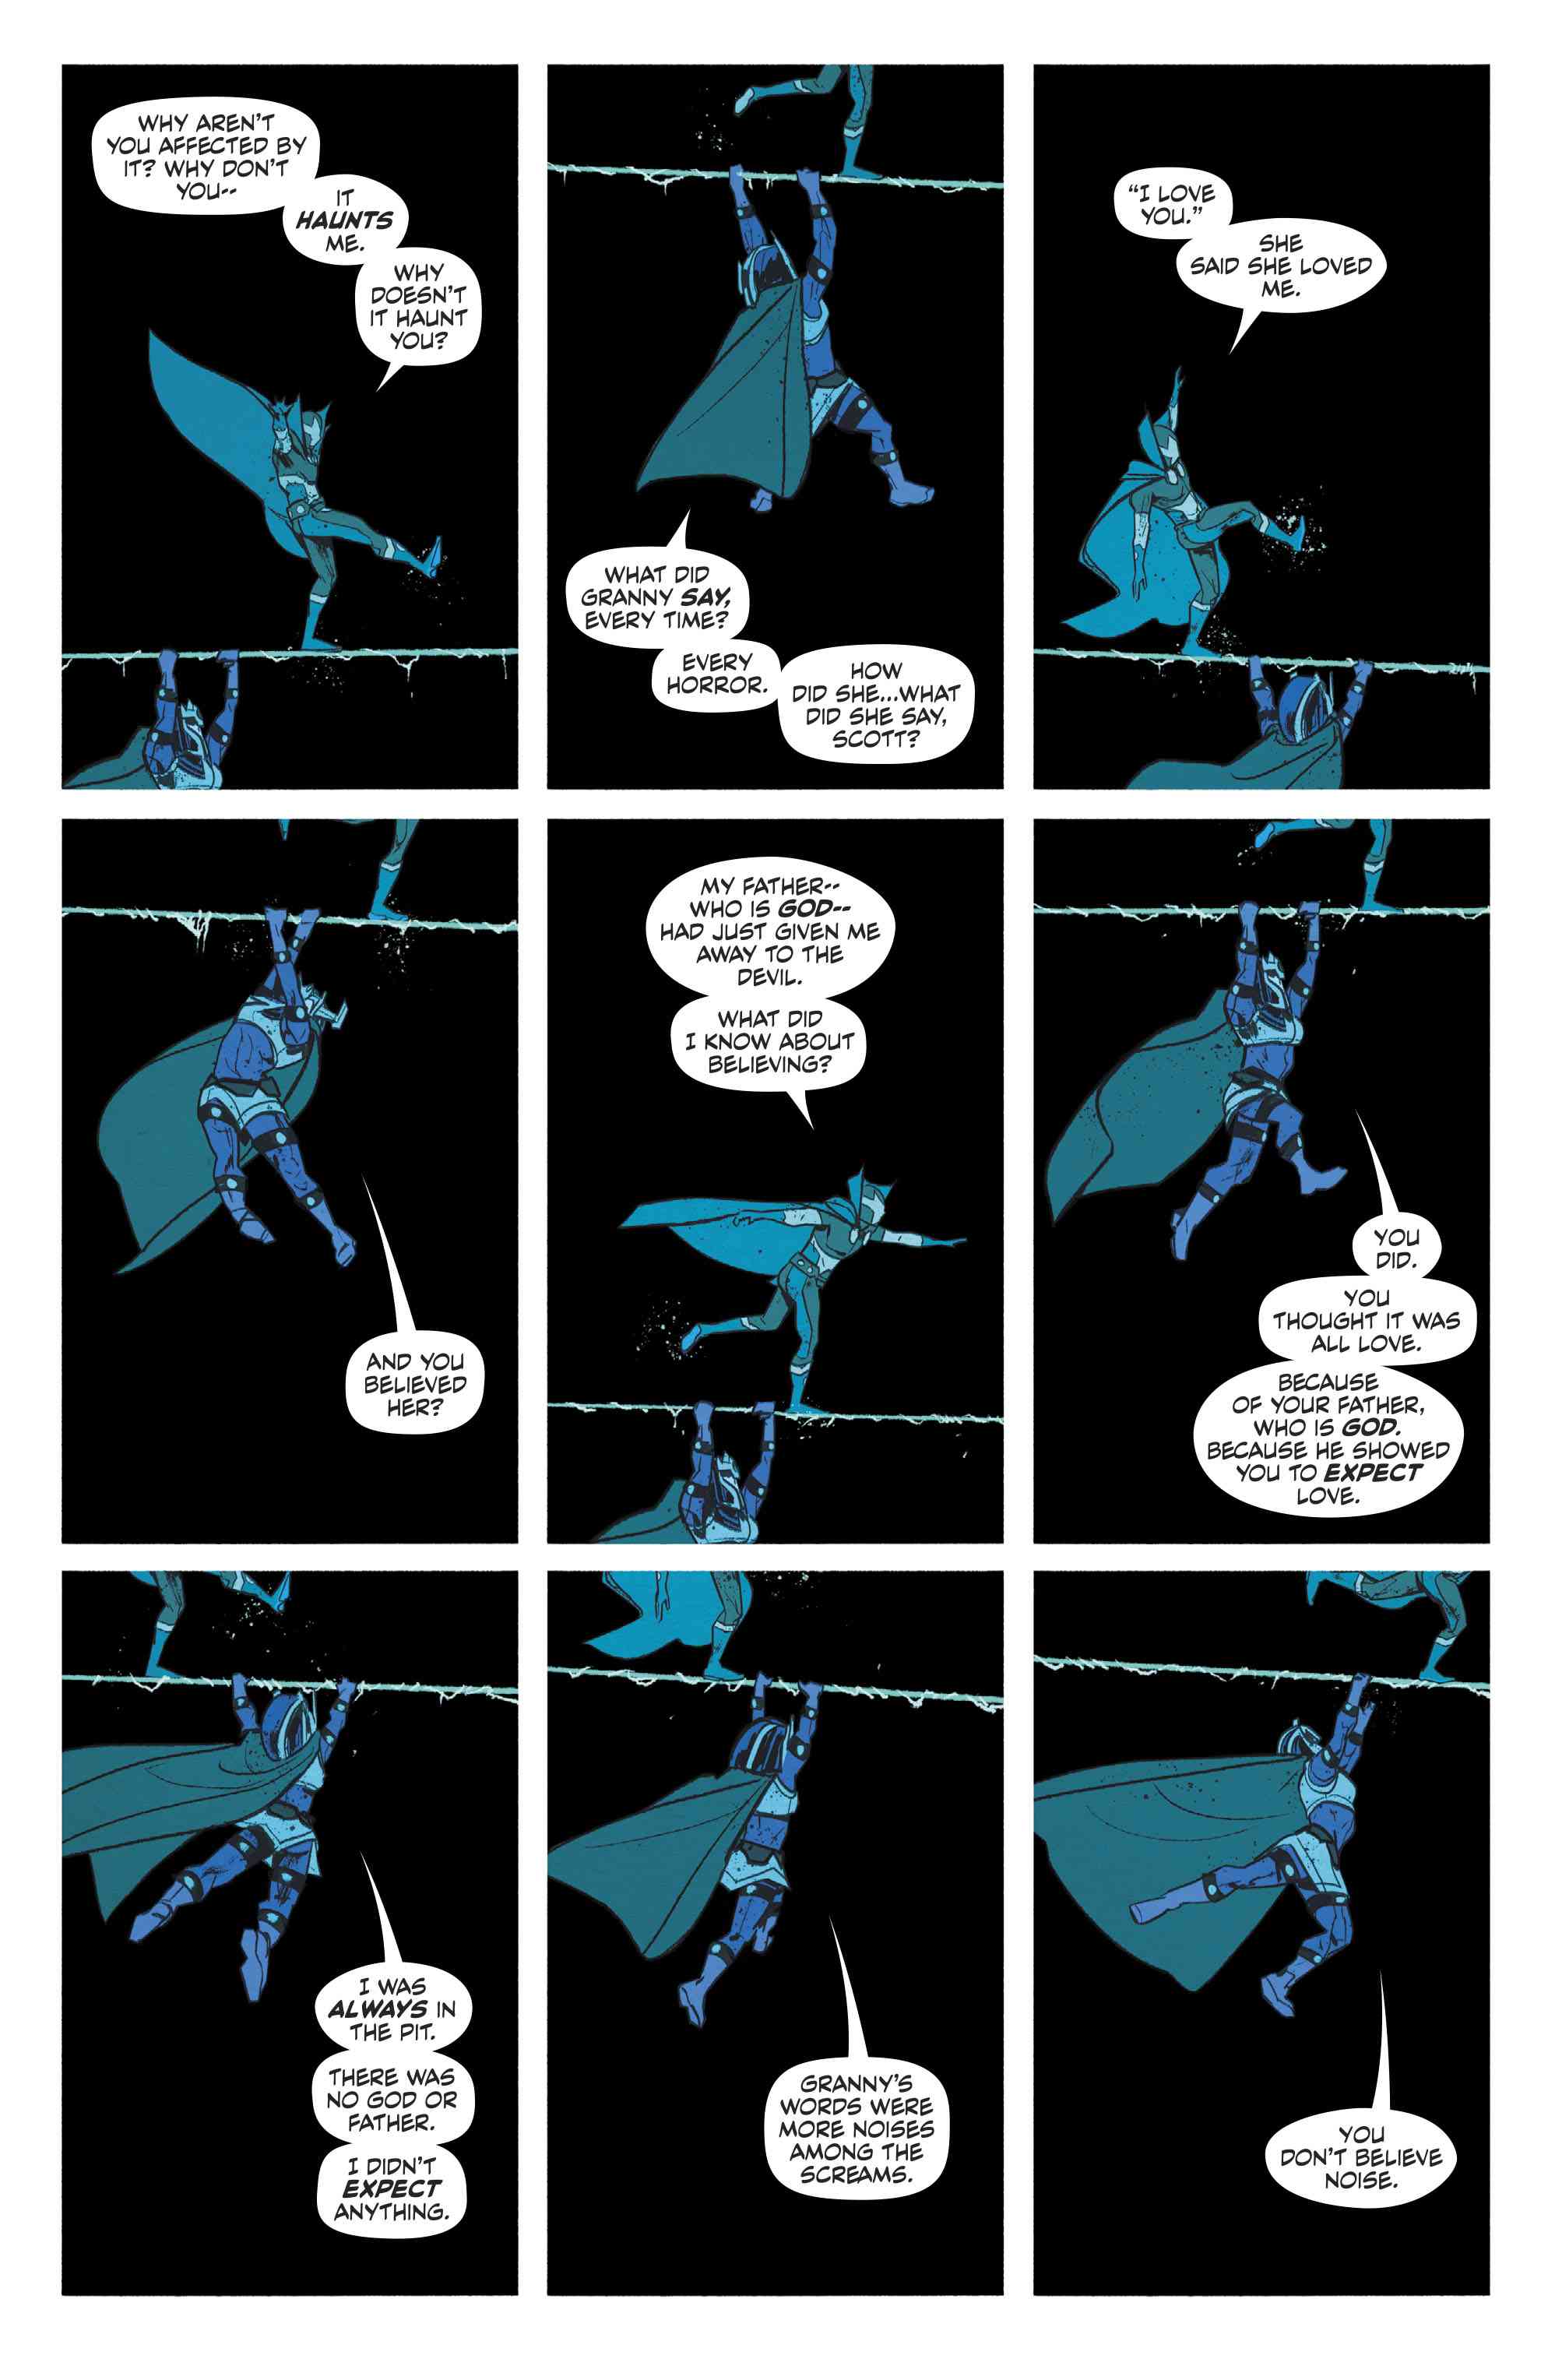 WHY AREN'T
YOU AFFECTED BY
IT? WHY DON'T
YOU--
IT
HAUNTS
ME.
WHY
DOESN'T
IT HAUNT
YOU?
WHAT DID
GRANNY SAY,
EVERY TIME?
EVERY
HORROR.
HOW
DID SHE...WHAT
DID SHE SAY,
SCOTT?
"I LOVE
YOU."
SHE
SAID SHE LOVED
ME.
AND YOU
BELIEVED
HER?
MY FATHER--
WHO IS GOD--
HAD JUST GIVEN ME
AWAY TO THE
DEVIL.
WHAT DID
I KNOW ABOUT
BELIEVING?
YOU
DID.
YOU
THOUGHT IT WAS
ALL LOVE.
BECAUSE
OF YOUR FATHER,
WHO IS GOD.
BECAUSE HE SHOWED
YOU TO EXPECT
LOVE.
I WAS
ALWAYS IN
THE PIT.
THERE WAS
NO GOD OR
FATHER.
I DIDN'T
EXPECT
ANYTHING.
GRANNY'S
WORDS WERE
MORE NOISES
AMONG THE
SCREAMS.
YOU
DON'T BELIEVE
NOISE.